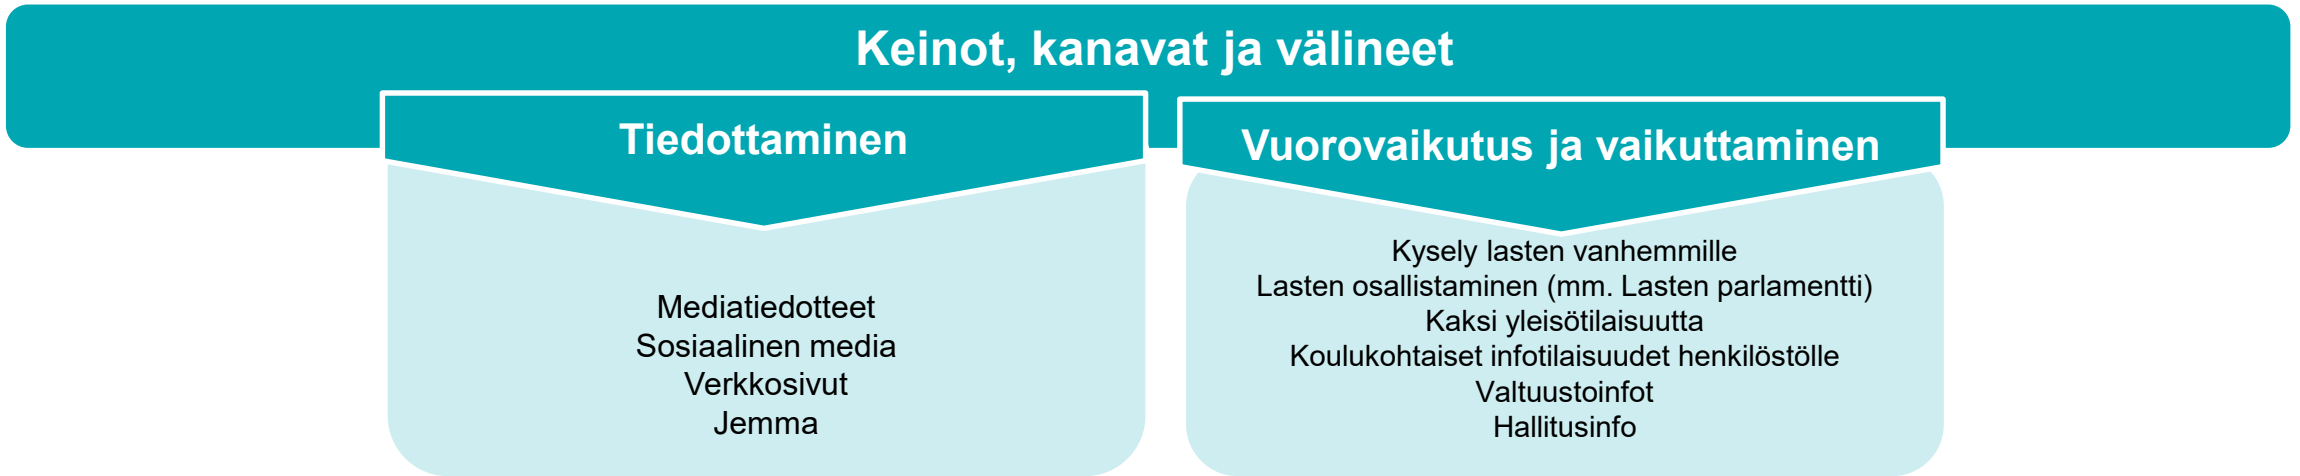 Keinot, kanavat ja välineet
Tiedottaminen
Mediatiedotteet
Sosiaalinen media
Verkkosivut
Jemma
Vuorovaikutus ja vaikuttaminen
Kysely lasten vanhemmille
Lasten osallistaminen (mm. Lasten parlamentti)
Kaksi yleisötilaisuutta
Koulukohtaiset infotilaisuudet henkilöstölle
Valtuustoinfot
Hallitusinfo